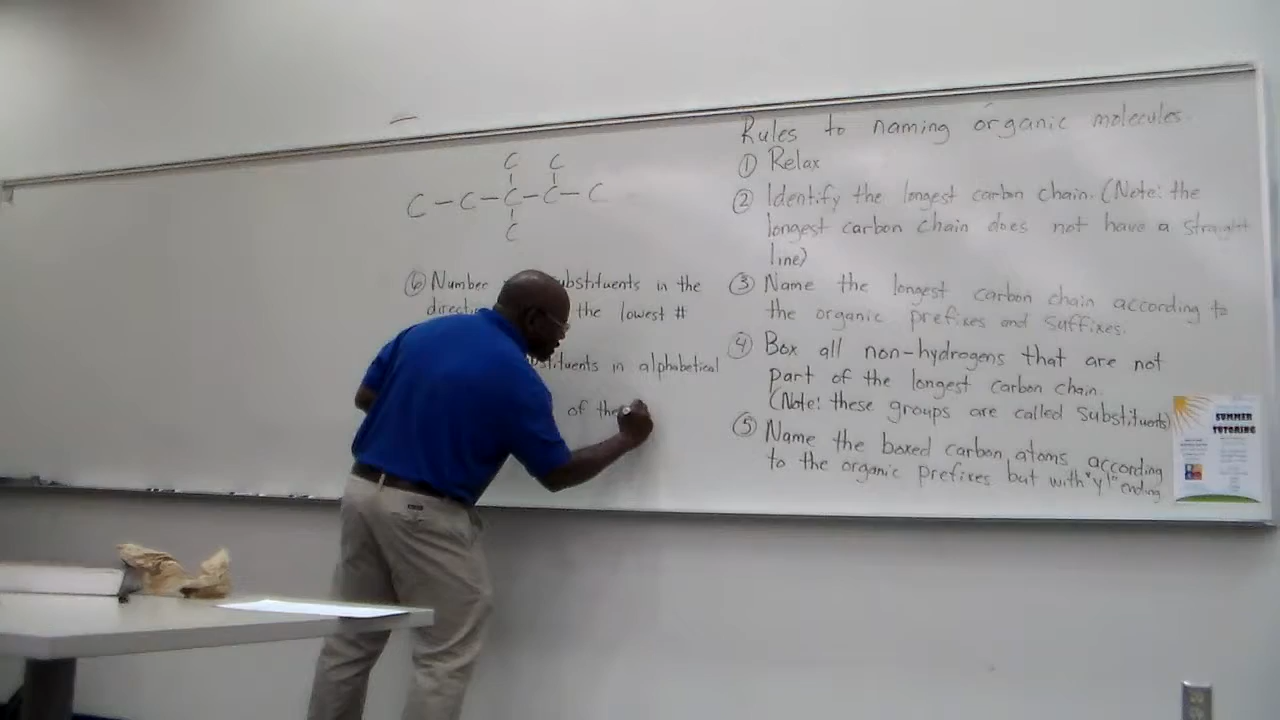 C C
C - C - C - C - C
C
⑥ Number ubstituents in the
directi the lowest #
bstituents in alphabetical
of the
Rules to naming organic molecules.
① Relax
② Identify the longest carbon chain. (Note: the
longest carbon chain does not have a straight
line)
③ Name the longest carbon chain according to
the organic prefixes and suffixes.
④ Box all non-hydrogens that are not
part of the longest carbon chain.
(Note: these groups are called substituents)
⑤ Name the boxed carbon atoms according
to the organic prefixes but with "yl" ending
SUMMER
TUTORING